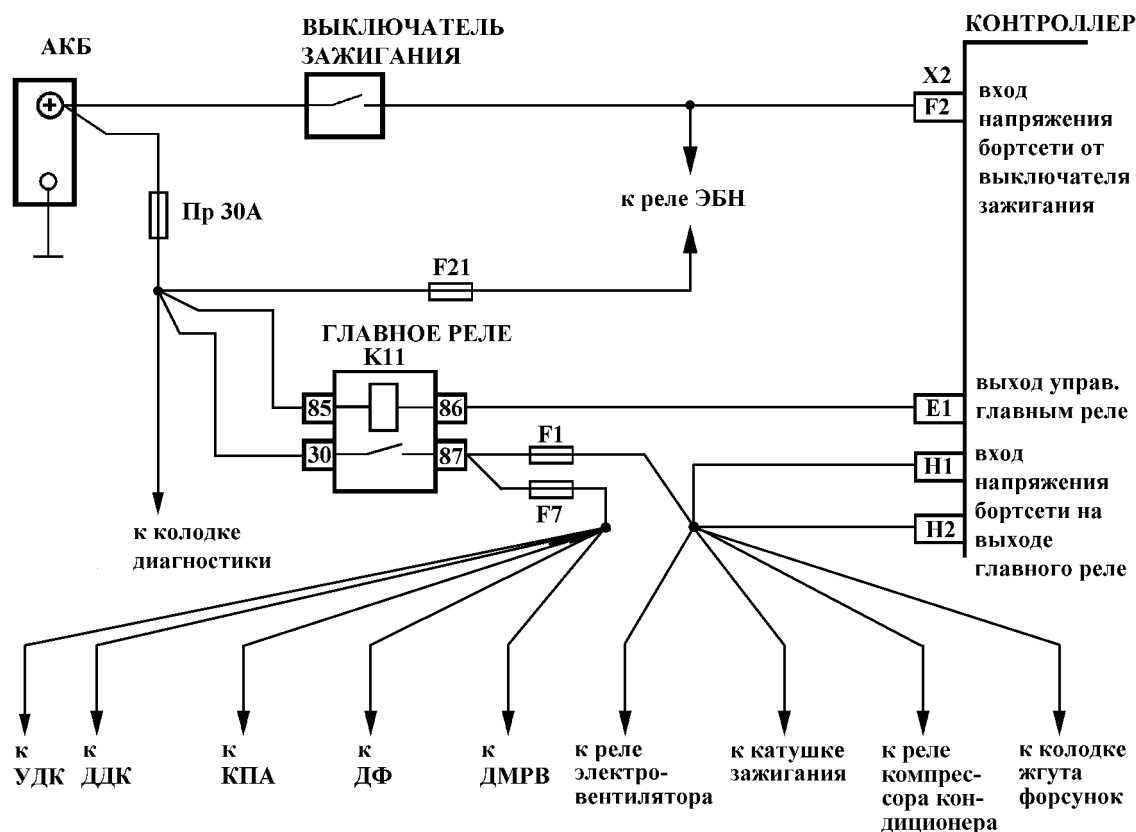 АКБ
ВЫКЛЮЧАТЕЛЬ
ЗАЖИГАНИЯ
КОНТРОЛЛЕР
X2
F2
вход
напряжения
бортсети от
выключателя
зажигания
+
Пр 30А
к реле ЭБН
F21
ГЛАВНОЕ РЕЛЕ
K11
85
86
30
87
F1
F7
E1
выход управ.
главным реле
H1
вход
напряжения
бортсети на
выходе
главного реле
H2
к колодке
диагностики
к
УДК
к
ДДК
к
КПА
к
ДФ
к
ДМРВ
к реле
электро-
вентилятора
к катушке
зажигания
к реле
компрес-
сора кон-
диционера
к колодке
жгута
форсунок